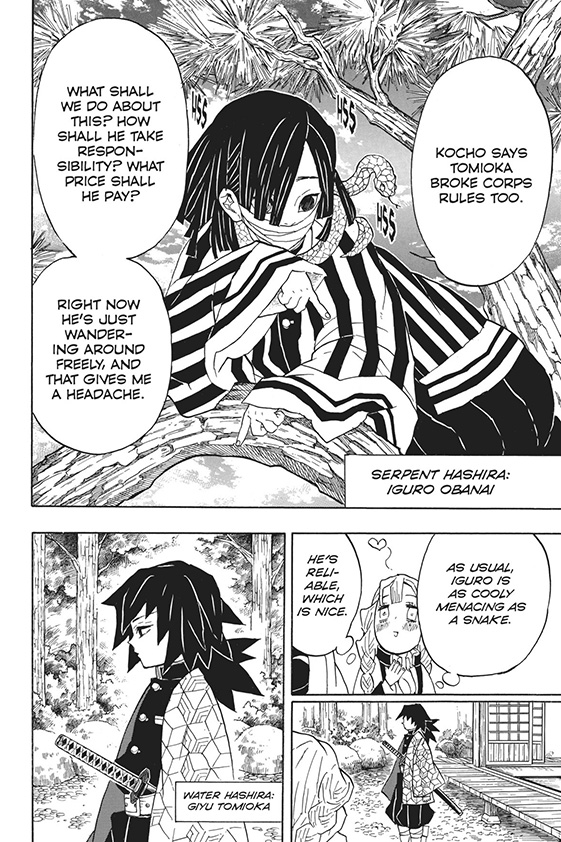 KOCHO SAYS
TOMIOKA
BROKE CORPS
RULES TOO.
WHAT SHALL
WE DO ABOUT
THIS? HOW
SHALL HE TAKE
RESPON-
SIBILITY? WHAT
PRICE SHALL
HE PAY?
HSS
HSS
HSS
HSS
RIGHT NOW
HE'S JUST
WANDER-
ING AROUND
FREELY, AND
THAT GIVES ME
A HEADACHE.
SERPENT HASHIRA:
IGURO OBANAI
AS USUAL,
IGURO IS
AS COOLY
MENACING AS
A SNAKE.
HE'S
RELI-
ABLE,
WHICH
IS NICE.
WATER HASHIRA:
GIYU TOMIOKA